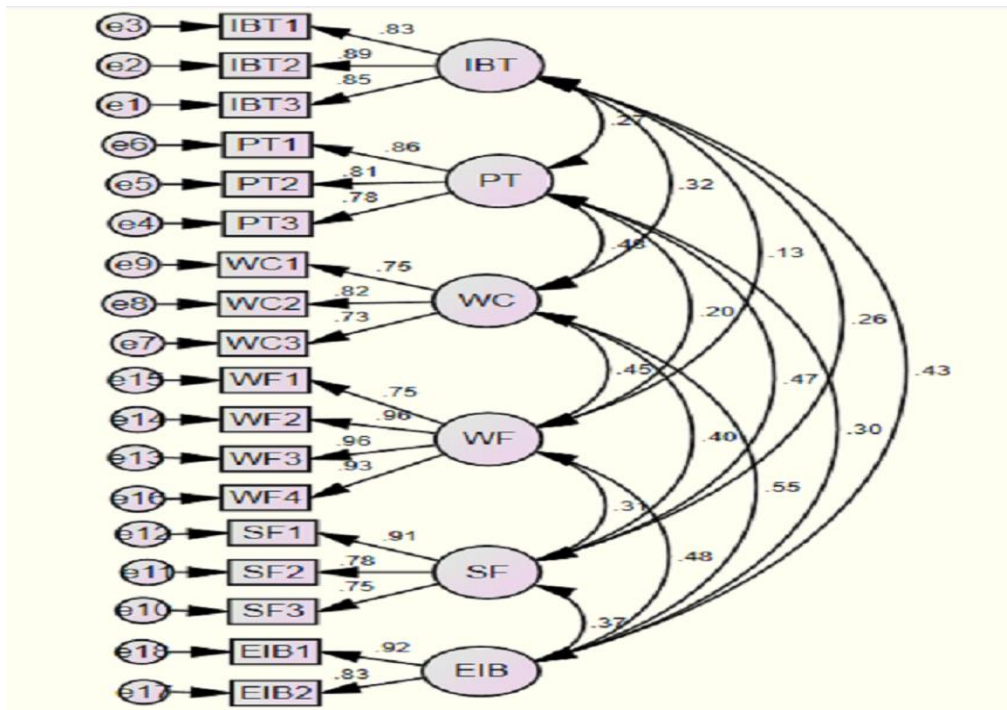 e3 IBT1 .83
e2 IBT2 .89 IBT
e1 IBT3 .85
.27
e6 PT1 .86
e5 PT2 .81 PT
e4 PT3 .78
.32
.48 .13
e9 WC1 .75
e8 WC2 .82 WC
.20 .26
e7 WC3 .73
.45 .47 .43
e15 WF1 .75
e14 WF2 .96
WF .40 .30
e13 WF3 .96
e16 WF4 .93
.55
.31
e12 SF1 .91
.48
e11 SF2 .78 SF
e10 SF3 .75
.37
e18 EIB1 .92
EIB
e17 EIB2 .83